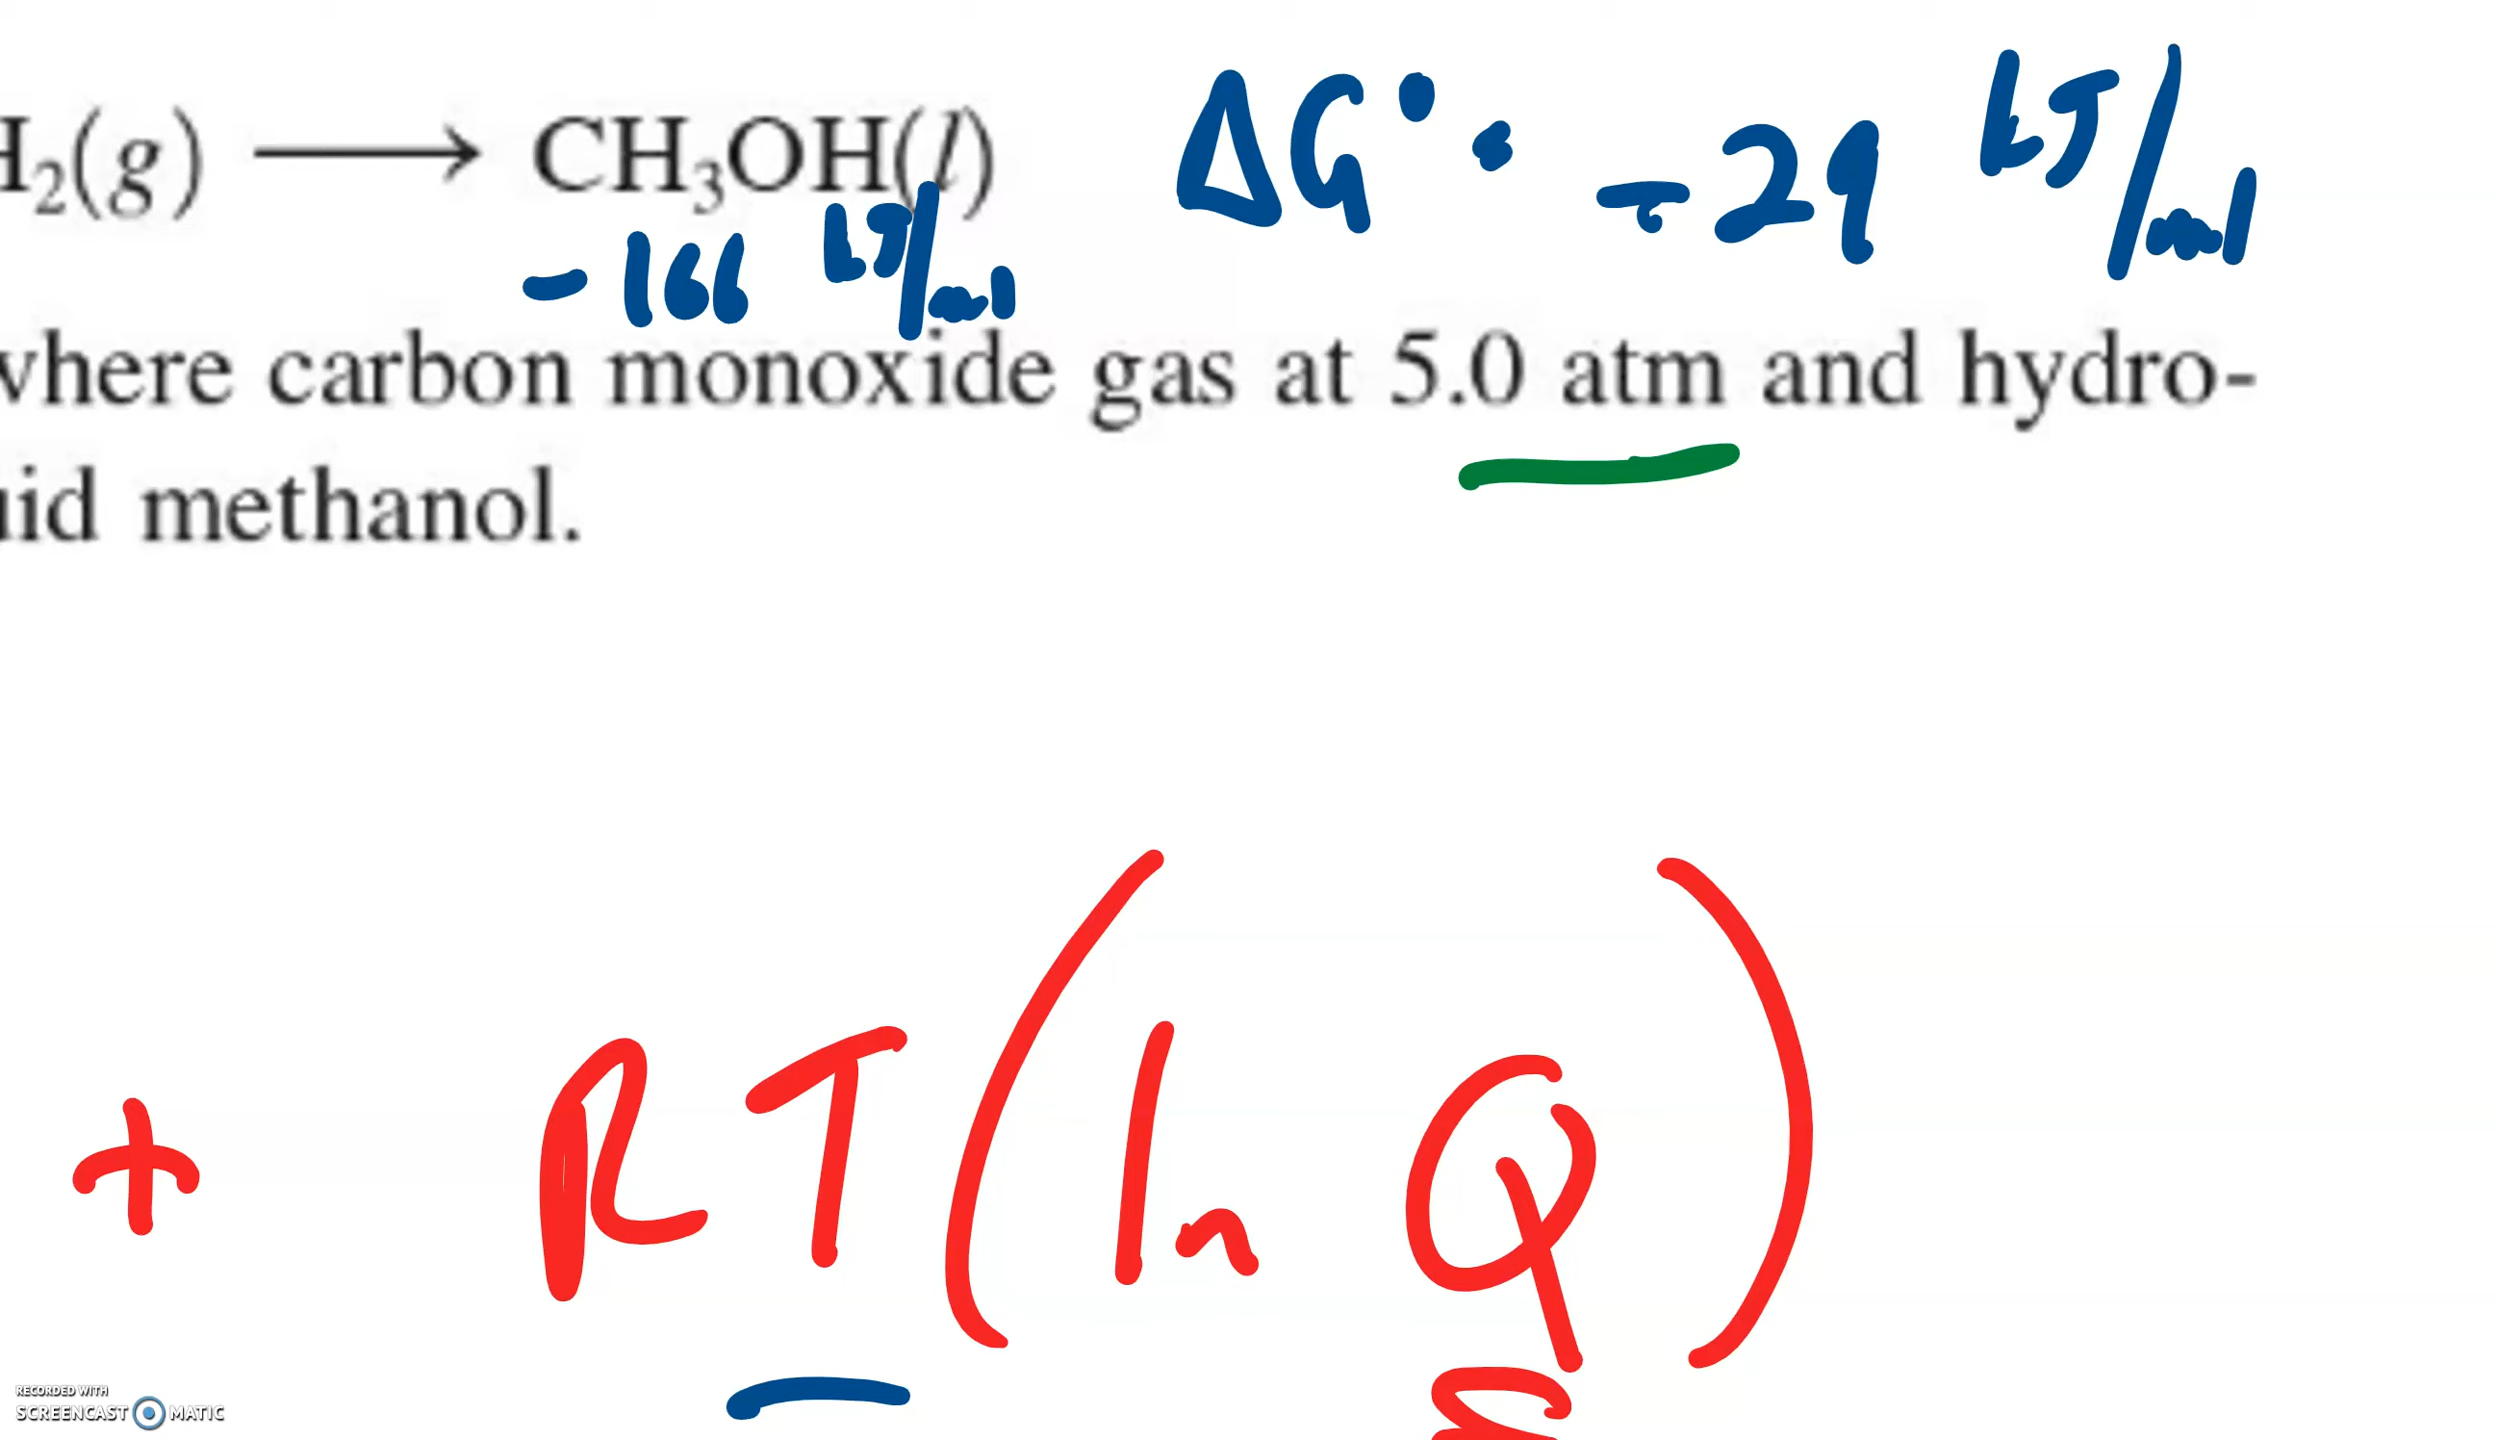 H₂(g) ⟶ CH₃OH(l) ΔG° = -29 kJ/mol
-166 kJ/mol
where carbon monoxide gas at 5.0 atm and hydro-
uid methanol.
+ RT(ln Q)
RECORDED WITH
SCREENCAST MATIC